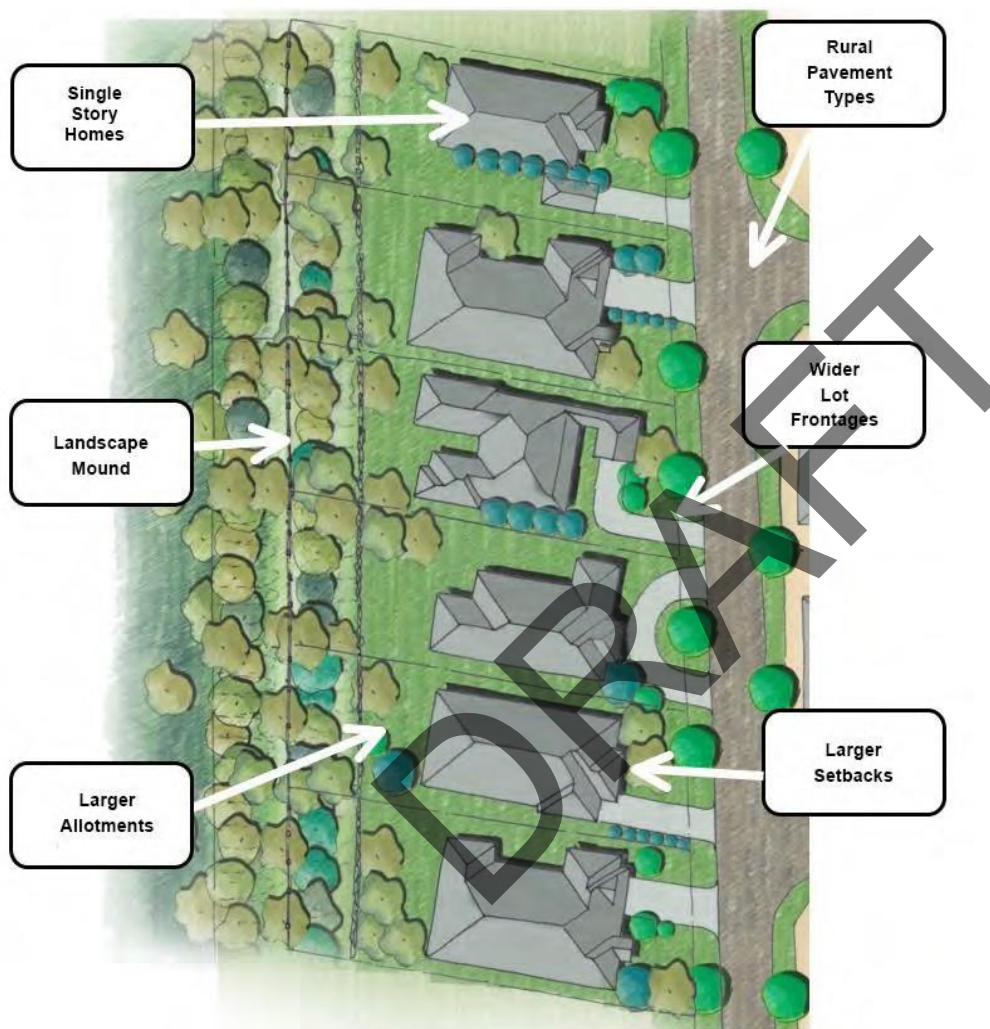 Single
Story
Homes
Rural
Pavement
Types
Wider
Lot
Frontages
Landscape
Mound
Larger
Setbacks
Larger
Allotments
DRAFT